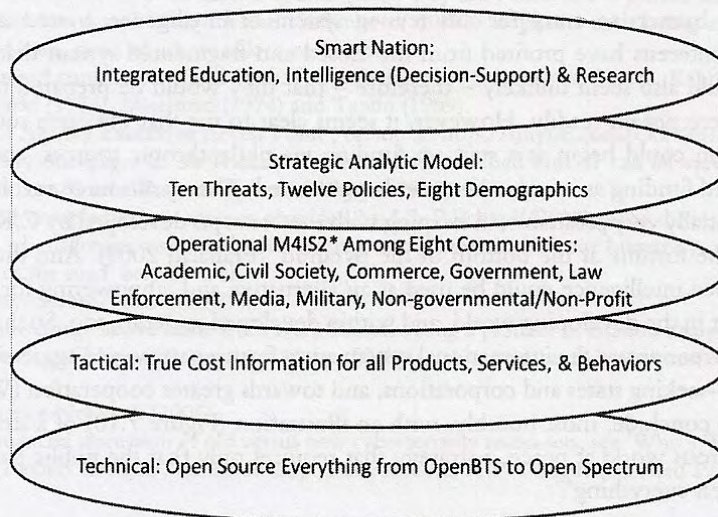 Smart Nation:
Integrated Education, Intelligence (Decision-Support) & Research
Strategic Analytic Model:
Ten Threats, Twelve Policies, Eight Demographics
Operational M4IS2* Among Eight Communities:
Academic, Civil Society, Commerce, Government, Law
Enforcement, Media, Military, Non-governmental/Non-Profit
Tactical: True Cost Information for all Products, Services, & Behaviors
Technical: Open Source Everything from OpenBTS to Open Spectrum